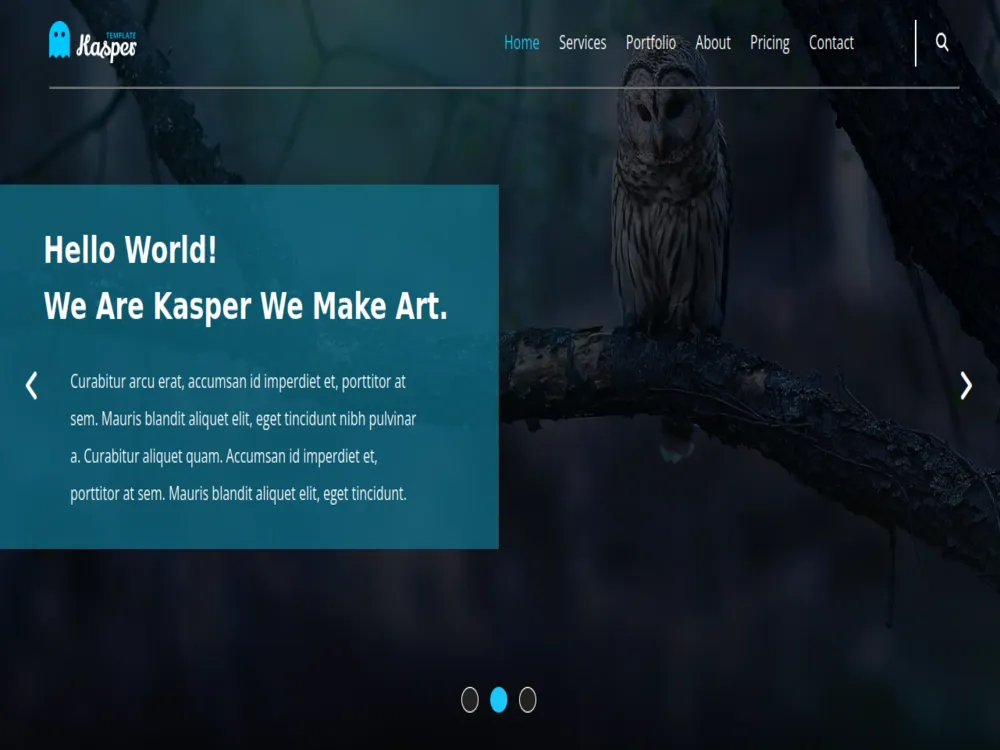 TEMPLATE
Kasper
Home Services Portfolio About Pricing Contact
Hello World!
We Are Kasper We Make Art.
Curabitur arcu erat, accumsan id imperdiet et, porttitor at
sem. Mauris blandit aliquet elit, eget tincidunt nibh pulvinar
a. Curabitur aliquet quam. Accumsan id imperdiet et,
porttitor at sem. Mauris blandit aliquet elit, eget tincidunt.